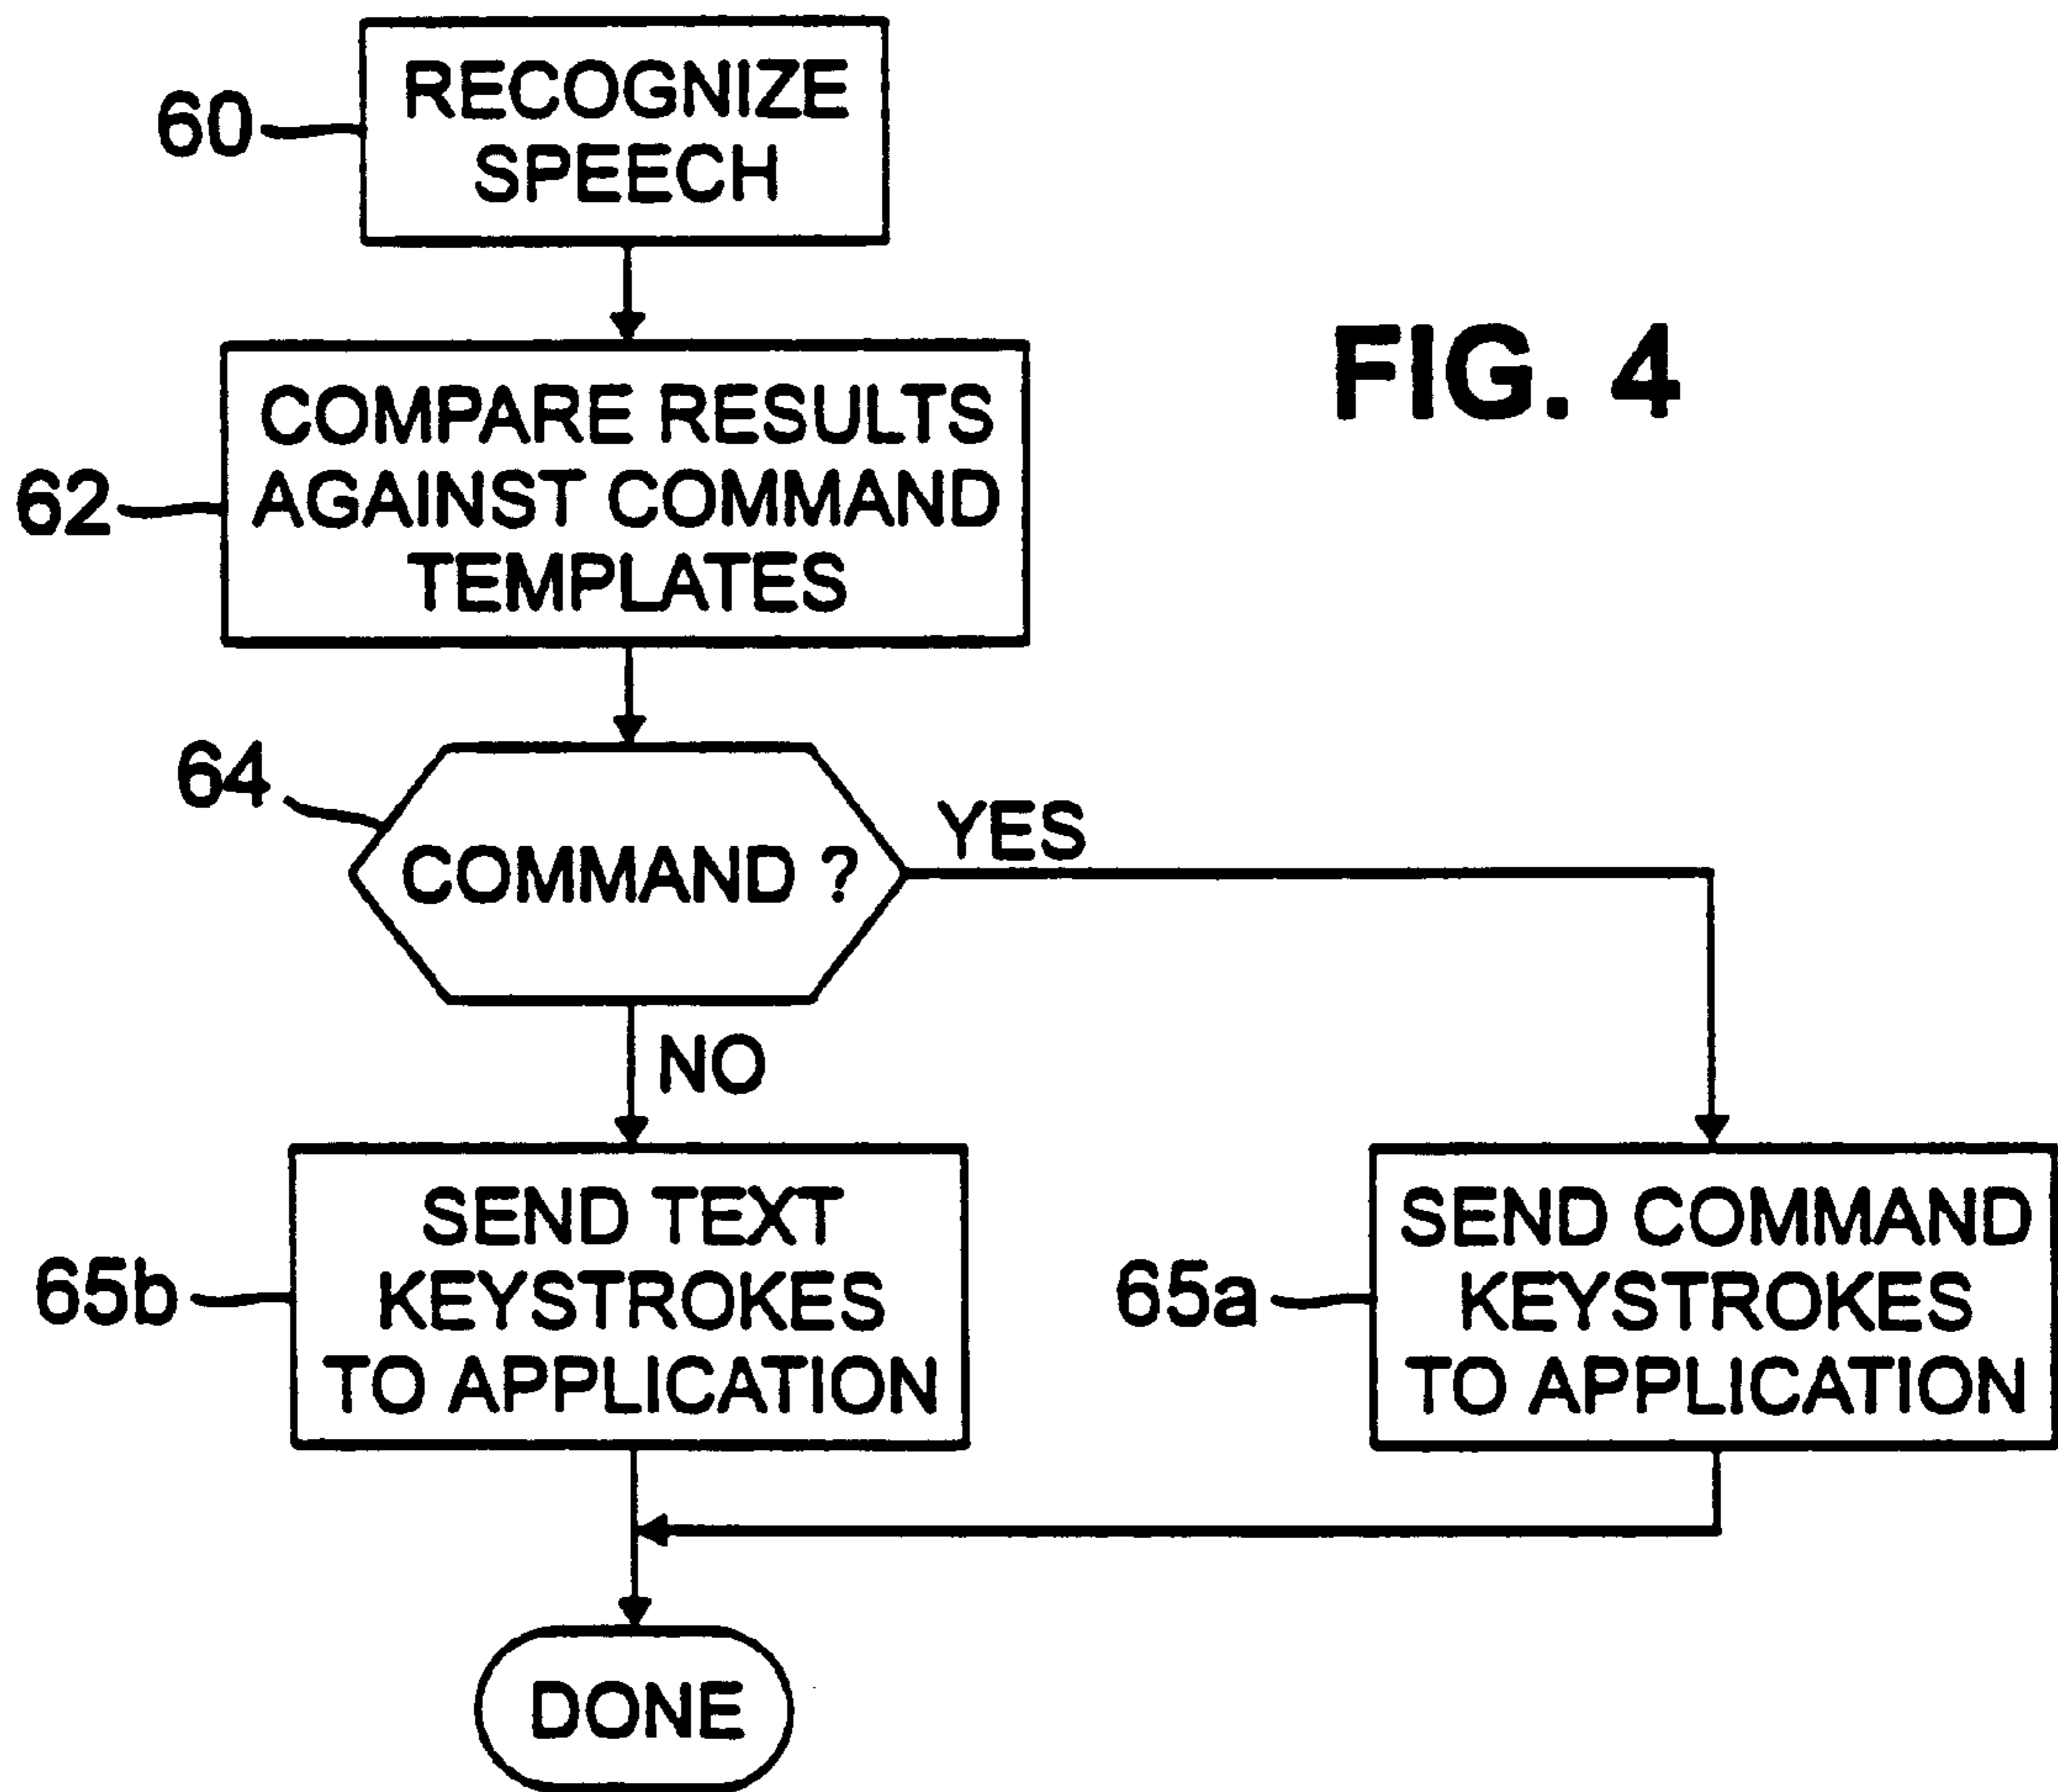 60
RECOGNIZE
SPEECH
FIG. 4
62
COMPARE RESULTS
AGAINST COMMAND
TEMPLATES
64
COMMAND ?
YES
NO
65b
SEND TEXT
KEYSTROKES
TO APPLICATION
65a
SEND COMMAND
KEYSTROKES
TO APPLICATION
DONE